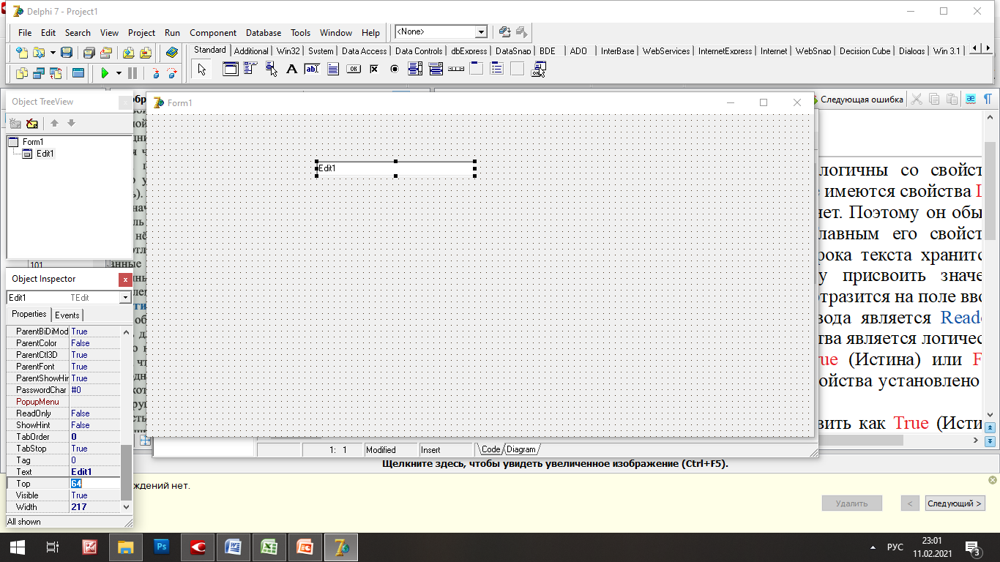 Delphi 7 - Project1
File Edit Search View Project Run Component Database Tools Window Help <None>
Standard Additional Win32 System Data Access Data Controls dbExpress DataSnap BDE ADO InterBase WebServices InternetExpress Internet WebSnap Decision Cube Dialogs Win 3.1
Object TreeView
Form1
Edit1
101
Object Inspector
Edit1 TEdit
Properties Events
ParentBiDiMod True
ParentColor False
ParentCtl3D True
ParentFont True
ParentShowHin True
PasswordChar #0
PopupMenu
ReadOnly False
ShowHint False
TabOrder 0
TabStop True
Tag 0
Text Edit1
Top 64
Visible True
Width 217
All shown
Form1
Edit1
1: 1 Modified Insert Code Diagram
Следующая ошибка
логичны со свойст
имеются свойства
нет. Поэтому он обы
лавным его свойст
рока текста хранитс
у присвоить значе
тразится на поле вво
вода является Read
тва является логичес
rue (Истина) или F
ойства установлено
вить как True (Исти
Щелкните здесь, чтобы увидеть увеличенное изображение (Ctrl+F5).
ждений нет.
Удалить < Следующий >
РУС 23:01
11.02.2021
3